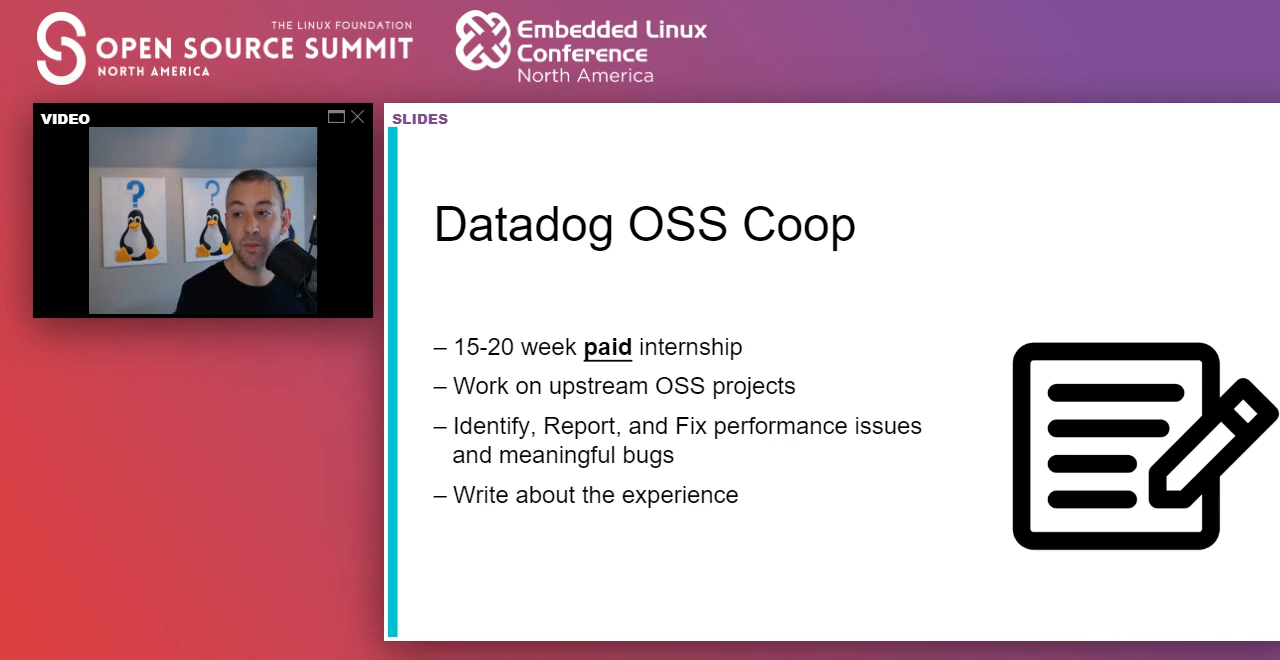 THE LINUX FOUNDATION
OPEN SOURCE SUMMIT
NORTH AMERICA
Embedded Linux
Conference
North America
VIDEO
SLIDES
Datadog OSS Coop
– 15-20 week paid internship
– Work on upstream OSS projects
– Identify, Report, and Fix performance issues
and meaningful bugs
– Write about the experience